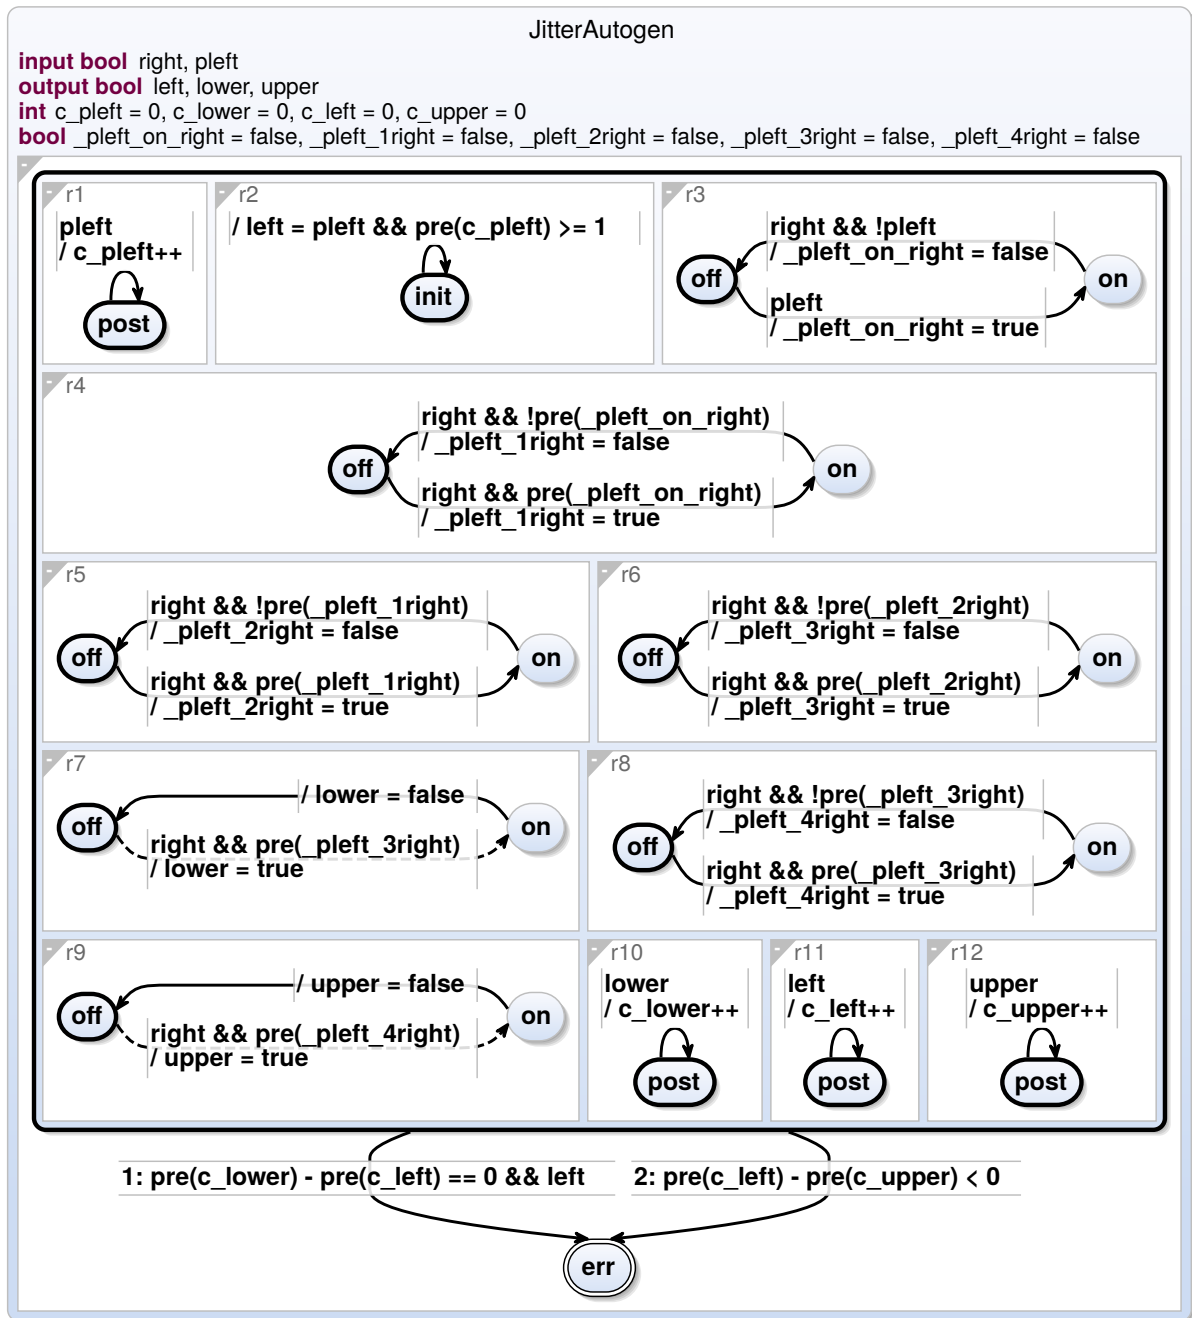 JitterAutogen
input bool right, pleft
output bool left, lower, upper
int c_pleft = 0, c_lower = 0, c_left = 0, c_upper = 0
bool _pleft_on_right = false, _pleft_1right = false, _pleft_2right = false, _pleft_3right = false, _pleft_4right = false
- r1
pleft
/ c_pleft++
post
- r2
/ left = pleft && pre(c_pleft) >= 1
init
- r3
right && !pleft
/ _pleft_on_right = false
off
on
pleft
/ _pleft_on_right = true
- r4
right && !pre(_pleft_on_right)
/ _pleft_1right = false
off
on
right && pre(_pleft_on_right)
/ _pleft_1right = true
- r5
right && !pre(_pleft_1right)
/ _pleft_2right = false
off
on
right && pre(_pleft_1right)
/ _pleft_2right = true
- r6
right && !pre(_pleft_2right)
/ _pleft_3right = false
off
on
right && pre(_pleft_2right)
/ _pleft_3right = true
- r7
/ lower = false
off
on
right && pre(_pleft_3right)
/ lower = true
- r8
right && !pre(_pleft_3right)
/ _pleft_4right = false
off
on
right && pre(_pleft_3right)
/ _pleft_4right = true
- r9
/ upper = false
off
on
right && pre(_pleft_4right)
/ upper = true
- r10
lower
/ c_lower++
post
- r11
left
/ c_left++
post
- r12
upper
/ c_upper++
post
1: pre(c_lower) - pre(c_left) == 0 && left
2: pre(c_left) - pre(c_upper) < 0
err